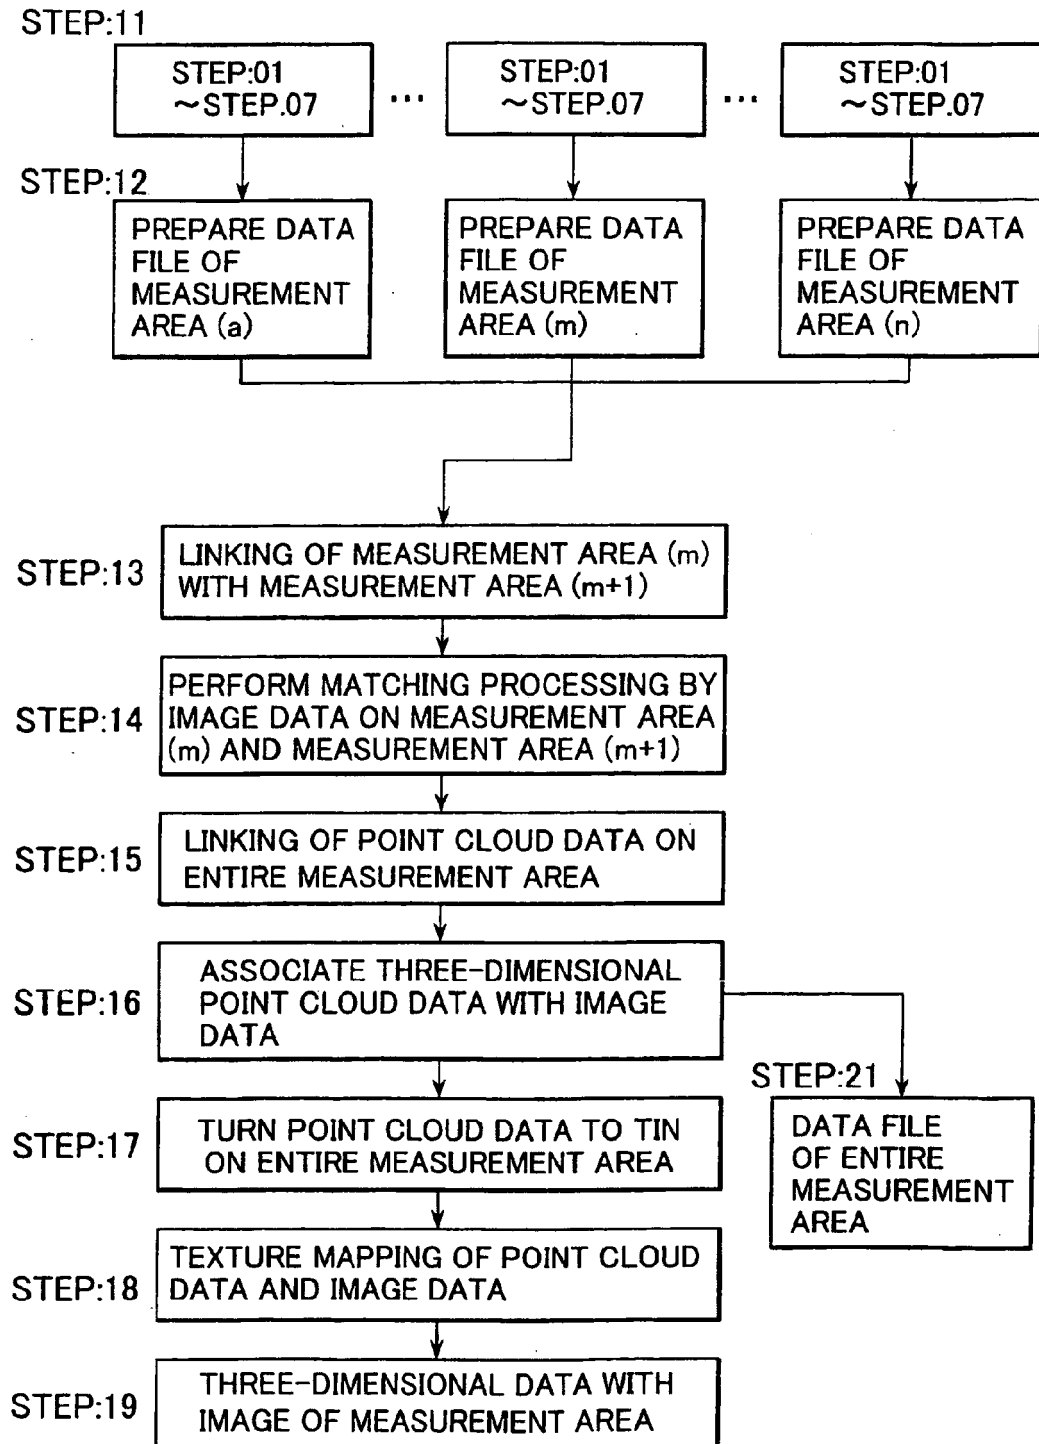 STEP:11
STEP:01
~STEP.07
...
STEP:01
~STEP.07
...
STEP:01
~STEP.07
STEP:12
PREPARE DATA
FILE OF
MEASUREMENT
AREA (a)
PREPARE DATA
FILE OF
MEASUREMENT
AREA (m)
PREPARE DATA
FILE OF
MEASUREMENT
AREA (n)
STEP:13
LINKING OF MEASUREMENT AREA (m)
WITH MEASUREMENT AREA (m+1)
STEP:14
PERFORM MATCHING PROCESSING BY
IMAGE DATA ON MEASUREMENT AREA
(m) AND MEASUREMENT AREA (m+1)
STEP:15
LINKING OF POINT CLOUD DATA ON
ENTIRE MEASUREMENT AREA
STEP:16
ASSOCIATE THREE-DIMENSIONAL
POINT CLOUD DATA WITH IMAGE
DATA
STEP:21
DATA FILE
OF ENTIRE
MEASUREMENT
AREA
STEP:17
TURN POINT CLOUD DATA TO TIN
ON ENTIRE MEASUREMENT AREA
STEP:18
TEXTURE MAPPING OF POINT CLOUD
DATA AND IMAGE DATA
STEP:19
THREE-DIMENSIONAL DATA WITH
IMAGE OF MEASUREMENT AREA